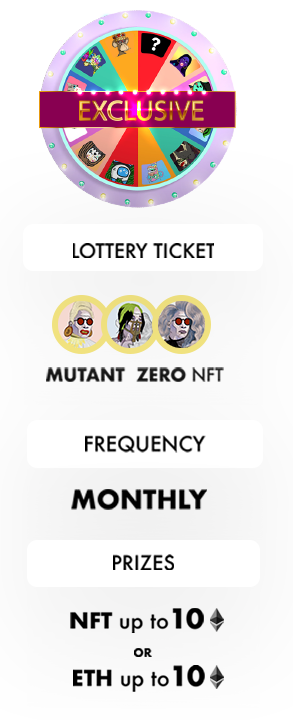 ?
EXCLUSIVE
LOTTERY TICKET
MUTANT ZERO NFT
FREQUENCY
MONTHLY
PRIZES
NFT up to 10
OR
ETH up to 10